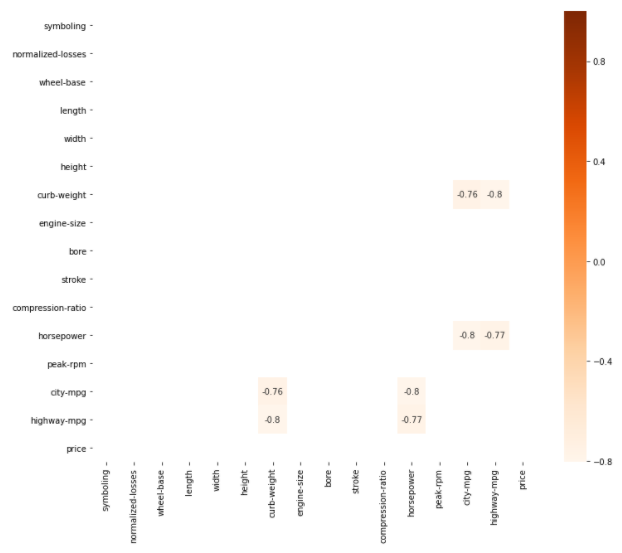 symboling
normalized-losses
wheel-base
length
width
height
curb-weight
-0.76 -0.8
engine-size
bore
stroke
compression-ratio
horsepower
-0.8 -0.77
peak-rpm
city-mpg
-0.76 -0.8
highway-mpg
-0.8 -0.77
price
symboling
normalized-losses
wheel-base
length
width
height
curb-weight
engine-size
bore
stroke
compression-ratio
horsepower
peak-rpm
city-mpg
highway-mpg
price
0.8
0.4
0.0
-0.4
-0.8